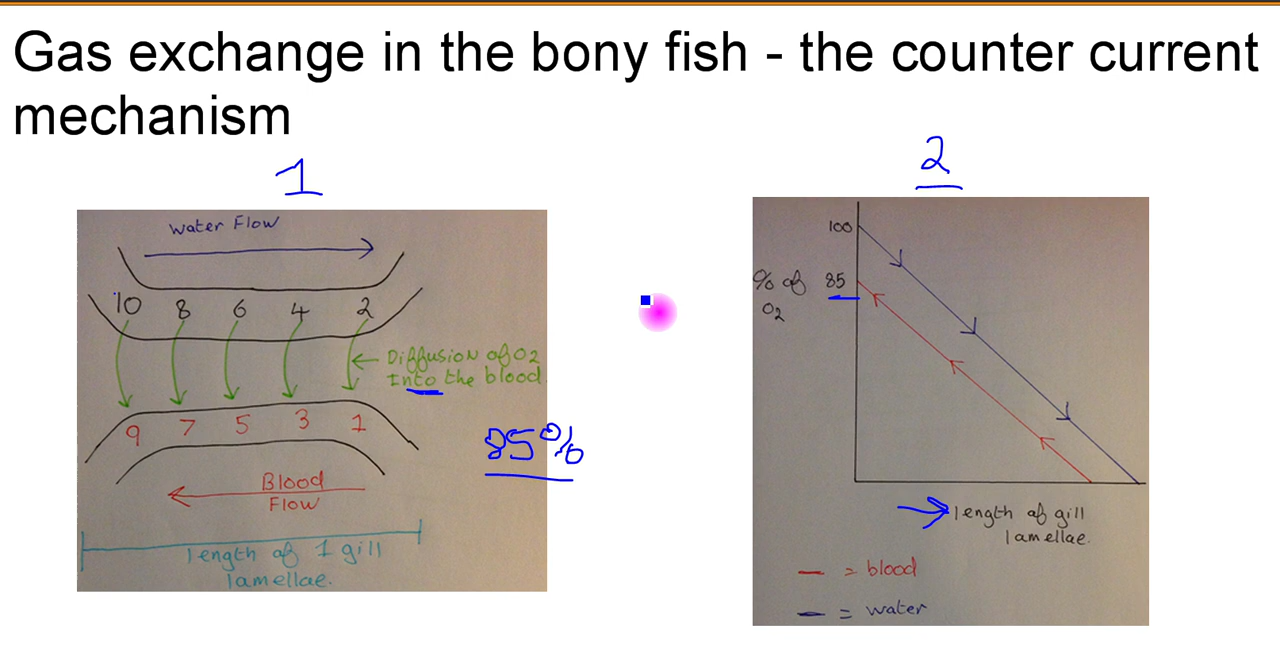 Gas exchange in the bony fish - the counter current
mechanism
1
water Flow
10 8 6 4 2
Diffusion of O2
Into the blood
9 7 5 3 1
85%
Blood
Flow
length of 1 gill
lamellae.
2
100
% of 85
O2
length of gill
lamellae.
= blood
= water